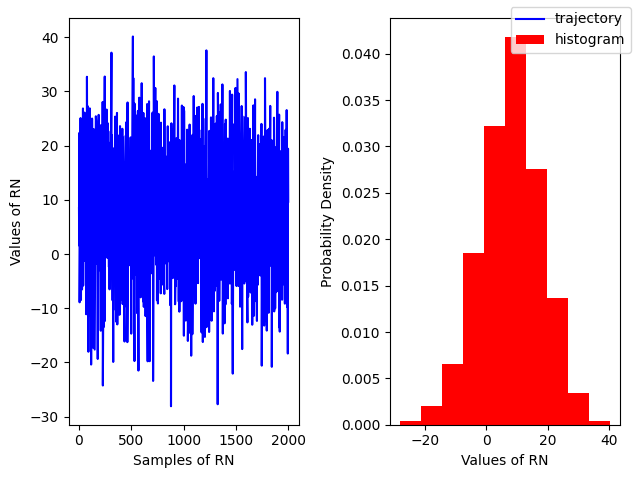 trajectory
histogram
40
30
20
10
0
−10
−20
−30
0 500 1000 1500 2000
Samples of RN
Values of RN
0.040
0.035
0.030
0.025
0.020
0.015
0.010
0.005
0.000
−20 0 20 40
Values of RN
Probability Density